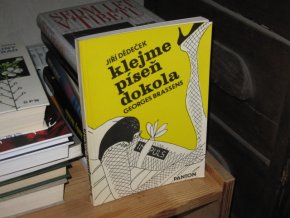 JIŘÍ DĚDEČEK
klejme
píseň
dokola
GEORGES BRASSENS
PANTON